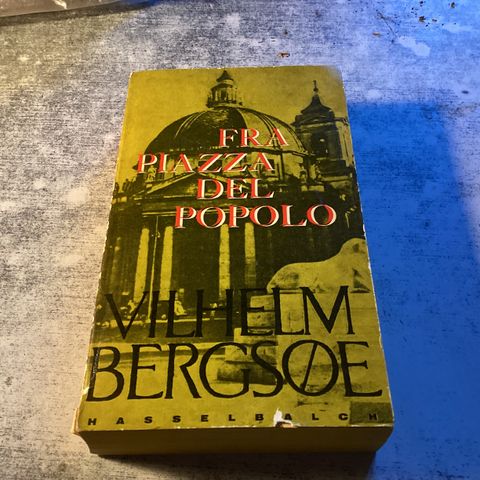 FRA
PIAZZA
DEL
POPOLO
VILHELM
BERGSØE
HASSELBALCH